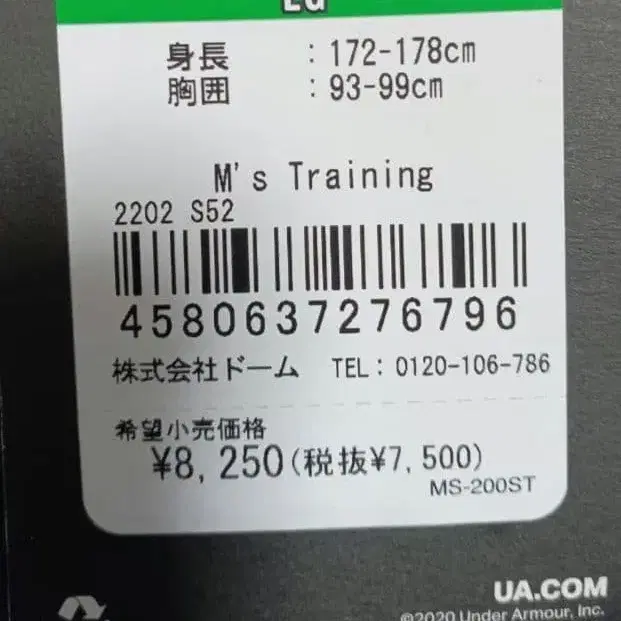 LG
身長 : 172-178cm
胸囲 : 93-99cm
M's Training
2202 S52
4580637276796
株式会社ドーム TEL: 0120-106-786
希望小売価格
¥8,250(税抜¥7,500)
MS-200ST
UA.COM
©2020 Under Armour, Inc.